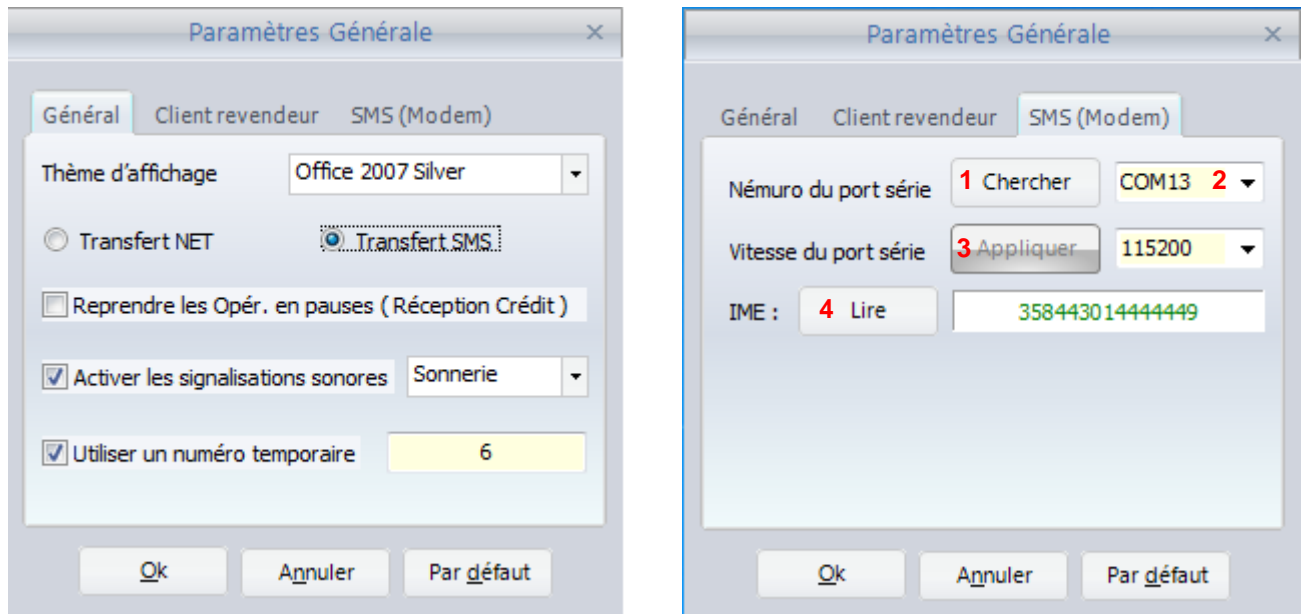 Paramètres Générale
Général Client revendeur SMS (Modem)
Thème d'affichage Office 2007 Silver
Transfert NET Transfert SMS
Reprendre les Opér. en pauses ( Réception Crédit )
Activer les signalisations sonores Sonnerie
Utiliser un numéro temporaire 6
Ok Annuler Par défaut
Paramètres Générale
Général Client revendeur SMS (Modem)
Némuro du port série 1 Chercher COM13 2
Vitesse du port série 3 Appliquer 115200
IME : 4 Lire 358443014444449
Ok Annuler Par défaut